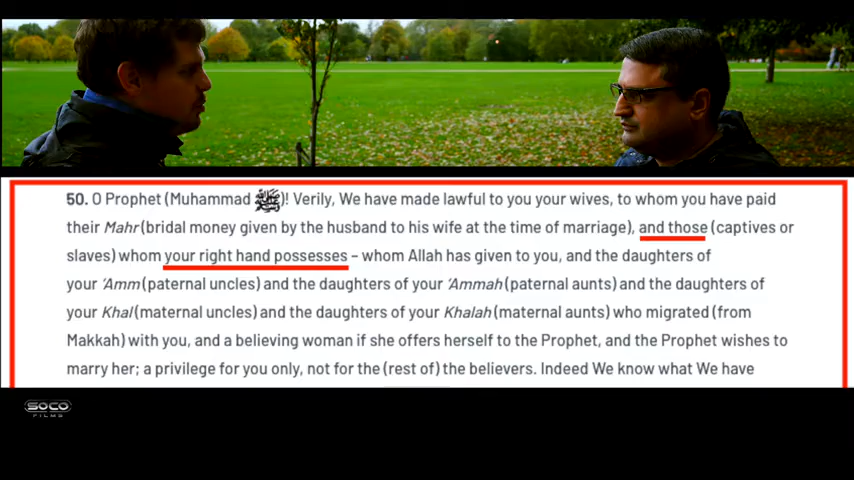 50. O Prophet (Muhammad ﷺ)! Verily, We have made lawful to you your wives, to whom you have paid
their Mahr (bridal money given by the husband to his wife at the time of marriage), and those (captives or
slaves) whom your right hand possesses – whom Allah has given to you, and the daughters of
your 'Amm (paternal uncles) and the daughters of your 'Ammah (paternal aunts) and the daughters of
your Khal (maternal uncles) and the daughters of your Khalah (maternal aunts) who migrated (from
Makkah) with you, and a believing woman if she offers herself to the Prophet, and the Prophet wishes to
marry her; a privilege for you only, not for the (rest of) the believers. Indeed We know what We have
SOCO
FILMS